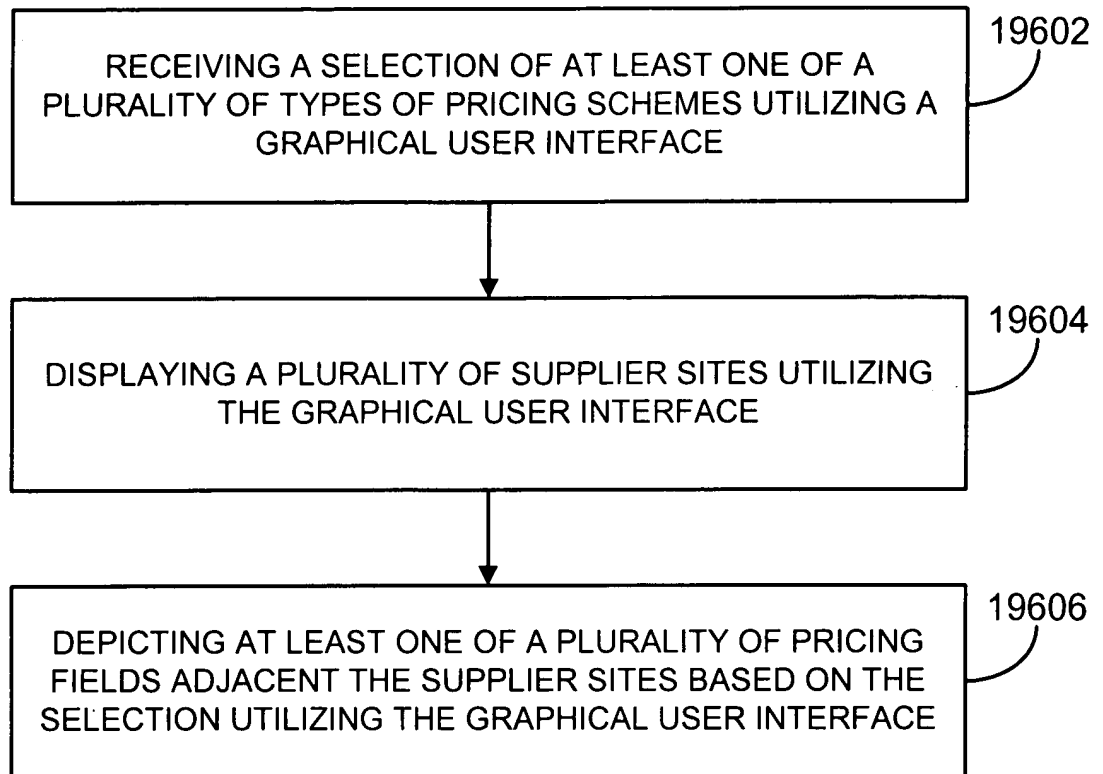 19602
RECEIVING A SELECTION OF AT LEAST ONE OF A
PLURALITY OF TYPES OF PRICING SCHEMES UTILIZING A
GRAPHICAL USER INTERFACE
19604
DISPLAYING A PLURALITY OF SUPPLIER SITES UTILIZING
THE GRAPHICAL USER INTERFACE
19606
DEPICTING AT LEAST ONE OF A PLURALITY OF PRICING
FIELDS ADJACENT THE SUPPLIER SITES BASED ON THE
SELECTION UTILIZING THE GRAPHICAL USER INTERFACE